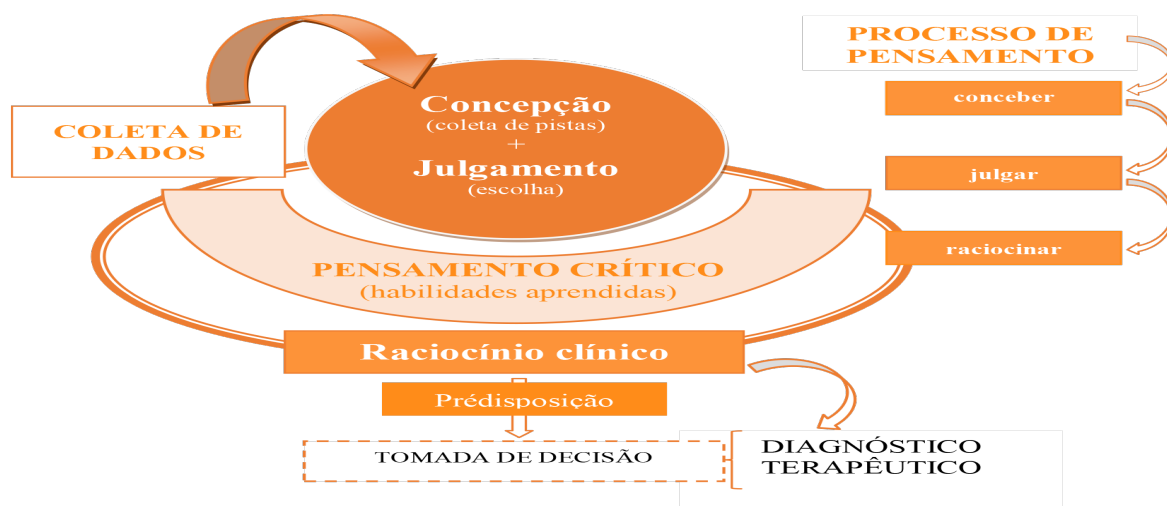 COLETA DE
DADOS
Concepção
(coleta de pistas)
+
Julgamento
(escolha)
PENSAMENTO CRÍTICO
(habilidades aprendidas)
Raciocínio clínico
Prédisposição
TOMADA DE DECISÃO
DIAGNÓSTICO
TERAPÊUTICO
PROCESSO DE
PENSAMENTO
conceber
julgar
raciocinar